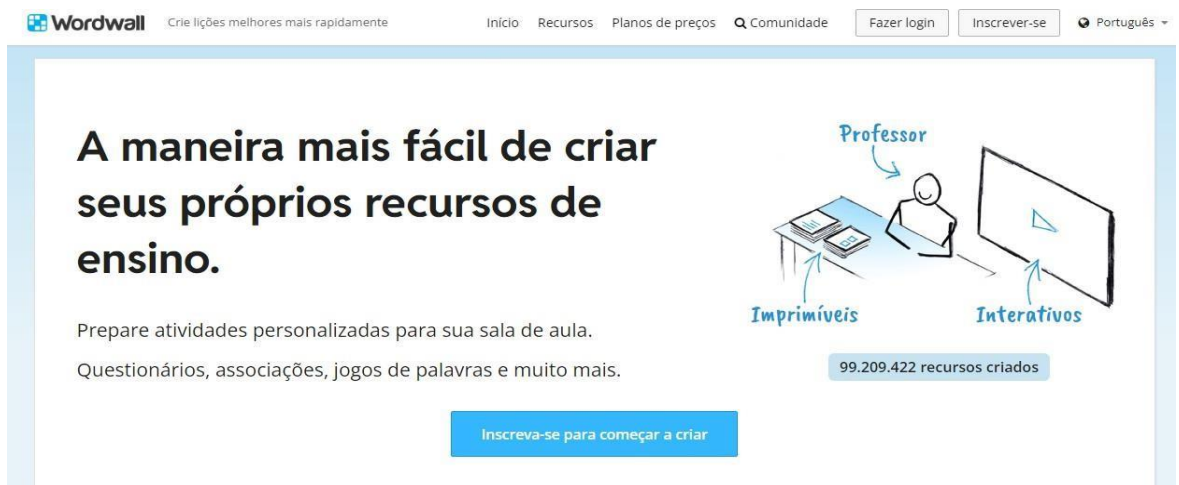 Wordwall Crie lições melhores mais rapidamente Início Recursos Planos de preços Comunidade Fazer login Inscrever-se Português
A maneira mais fácil de criar
seus próprios recursos de
ensino.
Prepare atividades personalizadas para sua sala de aula.
Questionários, associações, jogos de palavras e muito mais.
Professor
Imprimíveis Interativos
99.209.422 recursos criados
Inscreva-se para começar a criar